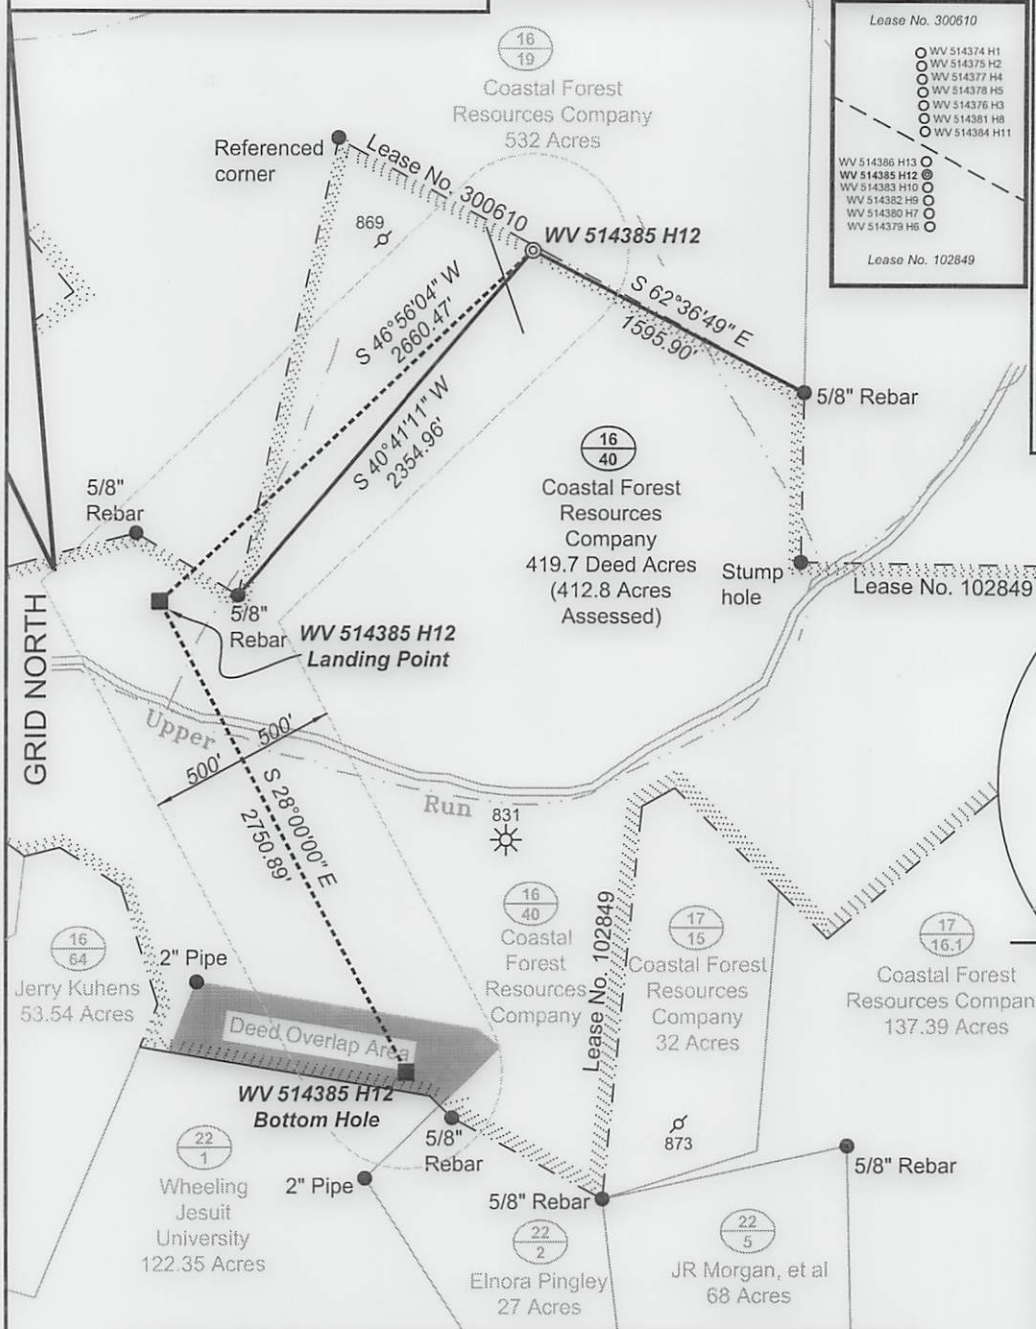 Lease No. 300610
WV 514374 H1
WV 514375 H2
WV 514377 H4
WV 514378 H5
WV 514376 H3
WV 514381 H8
WV 514384 H11
WV 514386 H13
WV 514385 H12
WV 514383 H10
WV 514382 H9
WV 514380 H7
WV 514379 H6
Lease No. 102849
16
19
Coastal Forest
Resources Company
532 Acres
Referenced
corner
Lease No. 300610
869
WV 514385 H12
S 62°36'49" E
1595.90'
S 46°56'04" W
2660.47'
S 40°41'11" W
2354.96'
5/8" Rebar
16
40
Coastal Forest
Resources
Company
419.7 Deed Acres
(412.8 Acres
Assessed)
5/8"
Rebar
Stump
hole
Lease No. 102849
5/8"
Rebar
WV 514385 H12
Landing Point
GRID NORTH
Upper
Run
500'
500'
S 28°00'00" E
2750.89'
831
16
40
Coastal
Forest
Resources
Company
Lease No. 102849
17
15
Coastal Forest
Resources
Company
32 Acres
17
16.1
Coastal Forest
Resources Compan
137.39 Acres
16
64
Jerry Kuhens
53.54 Acres
2" Pipe
Deed Overlap Area
WV 514385 H12
Bottom Hole
5/8"
Rebar
873
5/8" Rebar
22
1
Wheeling
Jesuit
University
122.35 Acres
2" Pipe
5/8" Rebar
22
2
Elnora Pingley
27 Acres
22
5
JR Morgan, et al
68 Acres